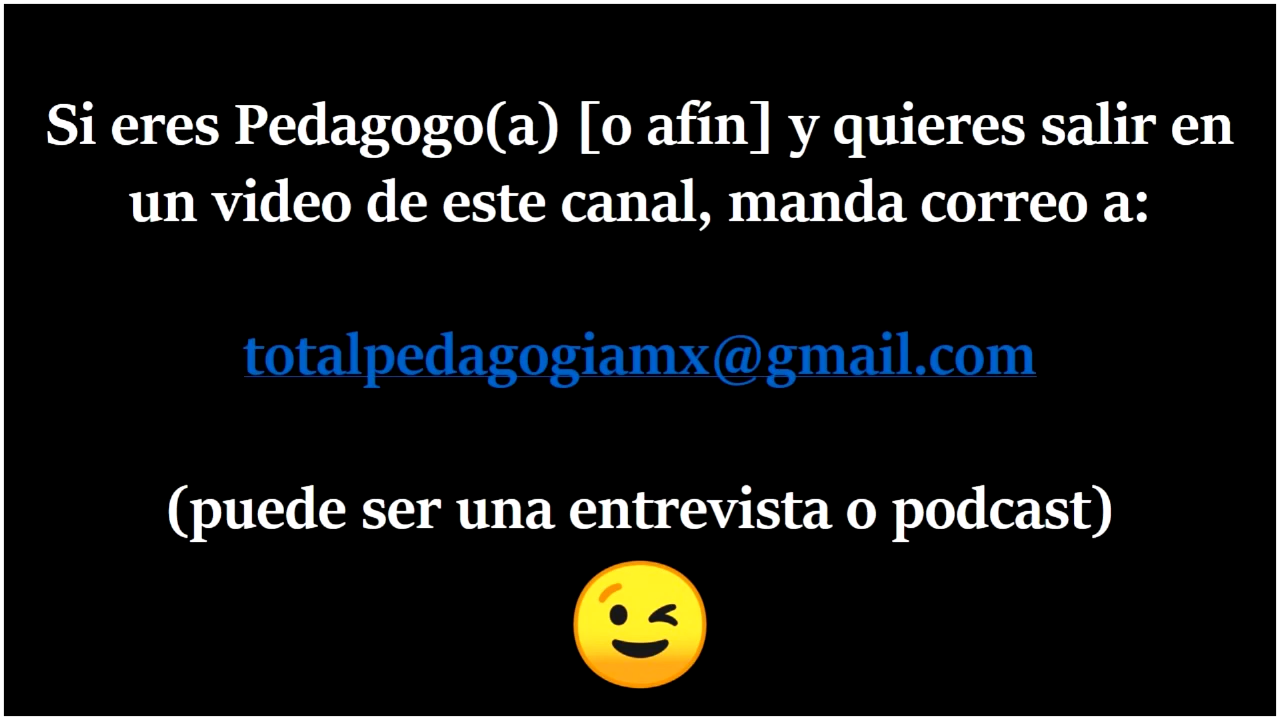 Si eres Pedagogo(a) [o afín] y quieres salir en
un video de este canal, manda correo a:
totalpedagogiamx@gmail.com
(puede ser una entrevista o podcast)